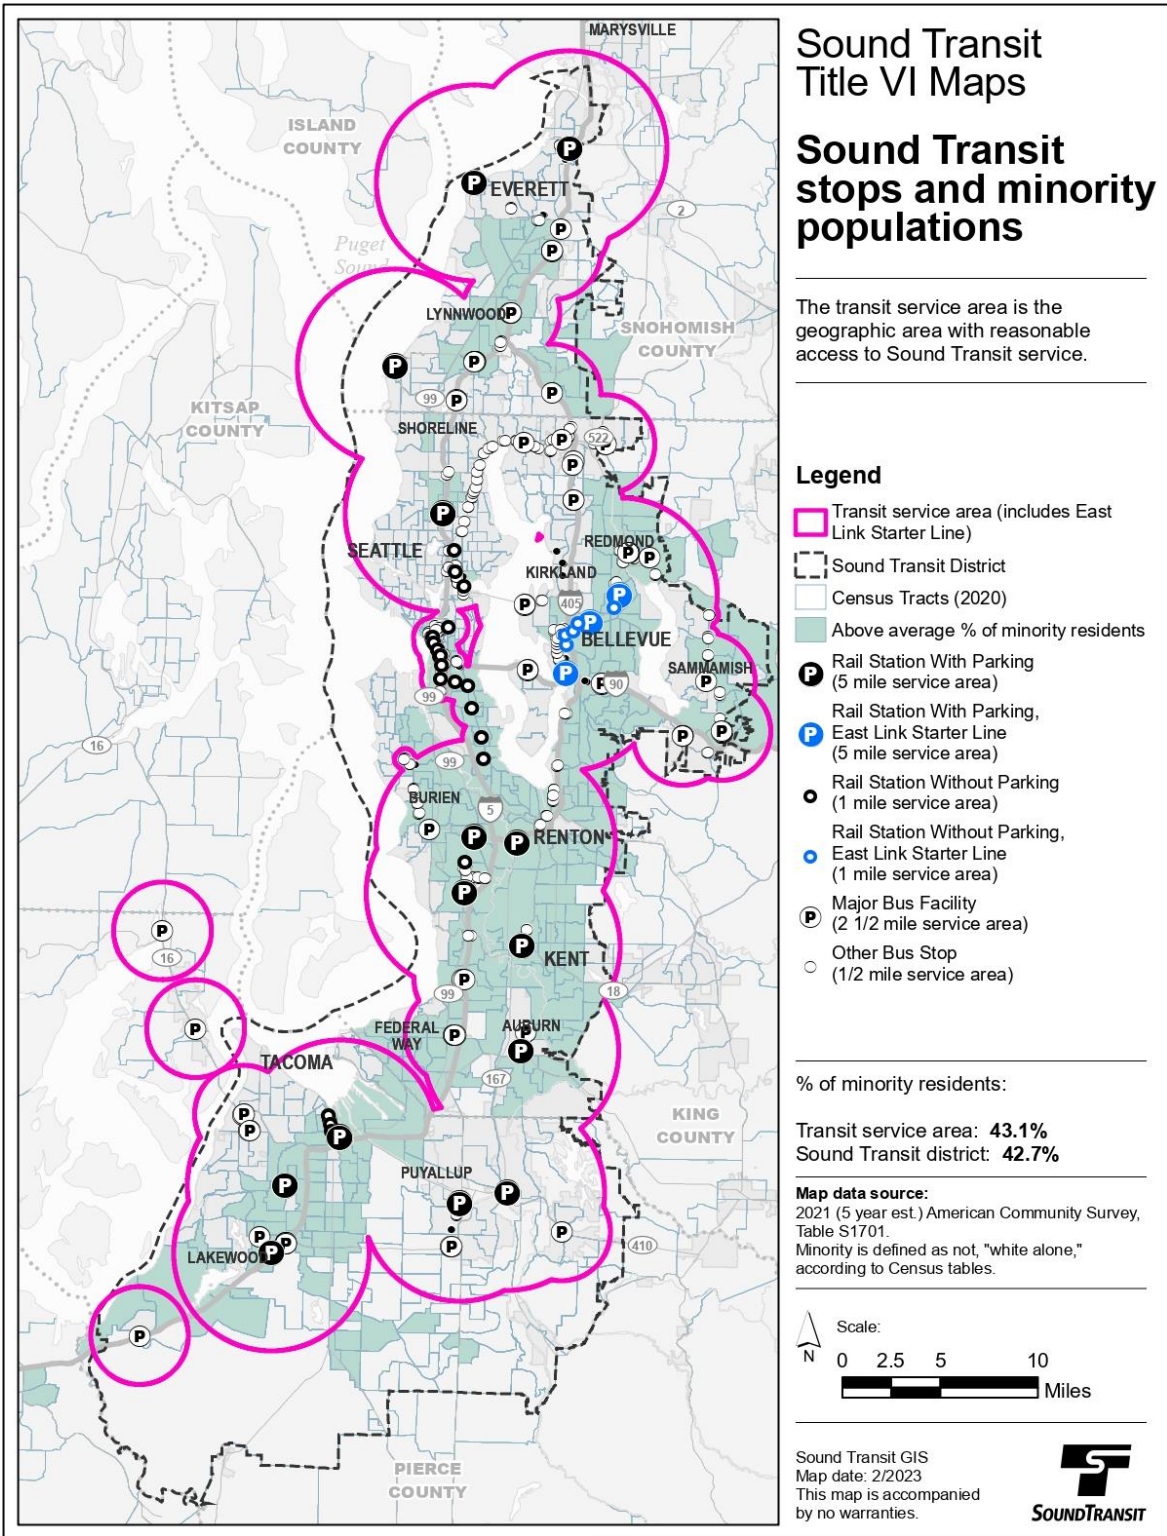 Sound Transit
Title VI Maps
Sound Transit
stops and minority
populations
The transit service area is the
geographic area with reasonable
access to Sound Transit service.
Legend
Transit service area (includes East
Link Starter Line)
Sound Transit District
Census Tracts (2020)
Above average % of minority residents
P
Rail Station With Parking
(5 mile service area)
P
Rail Station With Parking,
East Link Starter Line
(5 mile service area)
Rail Station Without Parking
(1 mile service area)
Rail Station Without Parking,
East Link Starter Line
(1 mile service area)
P
Major Bus Facility
(2 1/2 mile service area)
Other Bus Stop
(1/2 mile service area)
% of minority residents:
Transit service area: 43.1%
Sound Transit district: 42.7%
Map data source:
2021 (5 year est.) American Community Survey,
Table S1701.
Minority is defined as not, "white alone,"
according to Census tables.
N
Scale:
0 2.5 5 10
Miles
Sound Transit GIS
Map date: 2/2023
This map is accompanied
by no warranties.
SOUNDTRANSIT
MARYSVILLE
ISLAND
COUNTY
EVERETT
2
Puget
Sound
LYNNWOOD
SNOHOMISH
COUNTY
KITSAP
COUNTY
99
SHORELINE
522
SEATTLE
REDMOND
KIRKLAND
405
BELLEVUE
SAMMAMISH
90
99
16
99
BURIEN
5
RENTON
16
KENT
99
18
FEDERAL
WAY
AUBURN
TACOMA
167
KING
COUNTY
PUYALLUP
LAKEWOOD
410
PIERCE
COUNTY